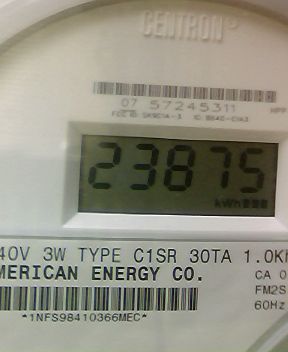 CENTRON®
07 57245311
23875
kWh
40V 3W TYPE C1SR 30TA 1.0K
MERICAN ENERGY CO.
CA 0
FM2S
60Hz
*1NFS98410366MEC*